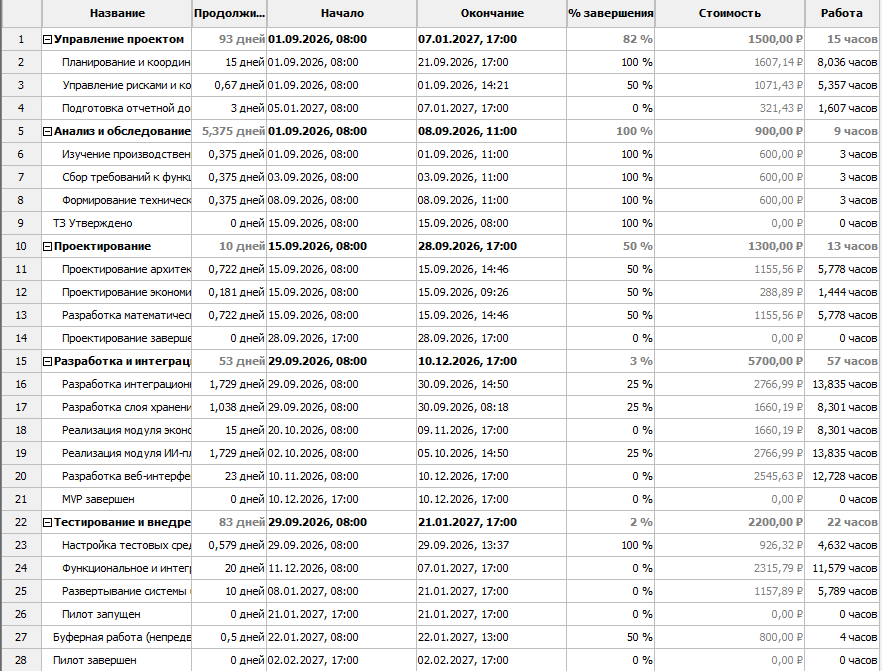 Название Продолжи... Начало Окончание % завершения Стоимость Работа
1 Управление проектом 93 дней 01.09.2026, 08:00 07.01.2027, 17:00 82 % 1500,00 ₽ 15 часов
2 Планирование и координ 15 дней 01.09.2026, 08:00 21.09.2026, 17:00 100 % 1607,14 ₽ 8,036 часов
3 Управление рисками и ко 0,67 дней 01.09.2026, 08:00 01.09.2026, 14:21 50 % 1071,43 ₽ 5,357 часов
4 Подготовка отчетной до 3 дней 05.01.2027, 08:00 07.01.2027, 17:00 0 % 321,43 ₽ 1,607 часов
5 Анализ и обследование 5,375 дней 01.09.2026, 08:00 08.09.2026, 11:00 100 % 900,00 ₽ 9 часов
6 Изучение производствен 0,375 дней 01.09.2026, 08:00 01.09.2026, 11:00 100 % 600,00 ₽ 3 часов
7 Сбор требований к функц 0,375 дней 03.09.2026, 08:00 03.09.2026, 11:00 100 % 600,00 ₽ 3 часов
8 Формирование техническ 0,375 дней 08.09.2026, 08:00 08.09.2026, 11:00 100 % 600,00 ₽ 3 часов
9 ТЗ Утверждено 0 дней 15.09.2026, 08:00 15.09.2026, 08:00 100 % 0,00 ₽ 0 часов
10 Проектирование 10 дней 15.09.2026, 08:00 28.09.2026, 17:00 50 % 1300,00 ₽ 13 часов
11 Проектирование архитек 0,722 дней 15.09.2026, 08:00 15.09.2026, 14:46 50 % 1155,56 ₽ 5,778 часов
12 Проектирование экономи 0,181 дней 15.09.2026, 08:00 15.09.2026, 09:26 50 % 288,89 ₽ 1,444 часов
13 Разработка математичес 0,722 дней 15.09.2026, 08:00 15.09.2026, 14:46 50 % 1155,56 ₽ 5,778 часов
14 Проектирование заверше 0 дней 28.09.2026, 17:00 28.09.2026, 17:00 0 % 0,00 ₽ 0 часов
15 Разработка и интеграц 53 дней 29.09.2026, 08:00 10.12.2026, 17:00 3 % 5700,00 ₽ 57 часов
16 Разработка интеграцион 1,729 дней 29.09.2026, 08:00 30.09.2026, 14:50 25 % 2766,99 ₽ 13,835 часов
17 Разработка слоя хранени 1,038 дней 29.09.2026, 08:00 30.09.2026, 08:18 25 % 1660,19 ₽ 8,301 часов
18 Реализация модуля эконо 15 дней 20.10.2026, 08:00 09.11.2026, 17:00 0 % 1660,19 ₽ 8,301 часов
19 Реализация модуля ИИ-пл 1,729 дней 02.10.2026, 08:00 05.10.2026, 14:50 25 % 2766,99 ₽ 13,835 часов
20 Разработка веб-интерфе 23 дней 10.11.2026, 08:00 10.12.2026, 17:00 0 % 2545,63 ₽ 12,728 часов
21 MVP завершен 0 дней 10.12.2026, 17:00 10.12.2026, 17:00 0 % 0,00 ₽ 0 часов
22 Тестирование и внедре 83 дней 29.09.2026, 08:00 21.01.2027, 17:00 2 % 2200,00 ₽ 22 часов
23 Настройка тестовых сред 0,579 дней 29.09.2026, 08:00 29.09.2026, 13:37 100 % 926,32 ₽ 4,632 часов
24 Функциональное и интегр 20 дней 11.12.2026, 08:00 07.01.2027, 17:00 0 % 2315,79 ₽ 11,579 часов
25 Развертывание системы 10 дней 08.01.2027, 08:00 21.01.2027, 17:00 0 % 1157,89 ₽ 5,789 часов
26 Пилот запущен 0 дней 21.01.2027, 17:00 21.01.2027, 17:00 0 % 0,00 ₽ 0 часов
27 Буферная работа (непредв 0,5 дней 22.01.2027, 08:00 22.01.2027, 13:00 50 % 800,00 ₽ 4 часов
28 Пилот завершен 0 дней 02.02.2027, 17:00 02.02.2027, 17:00 0 % 0,00 ₽ 0 часов